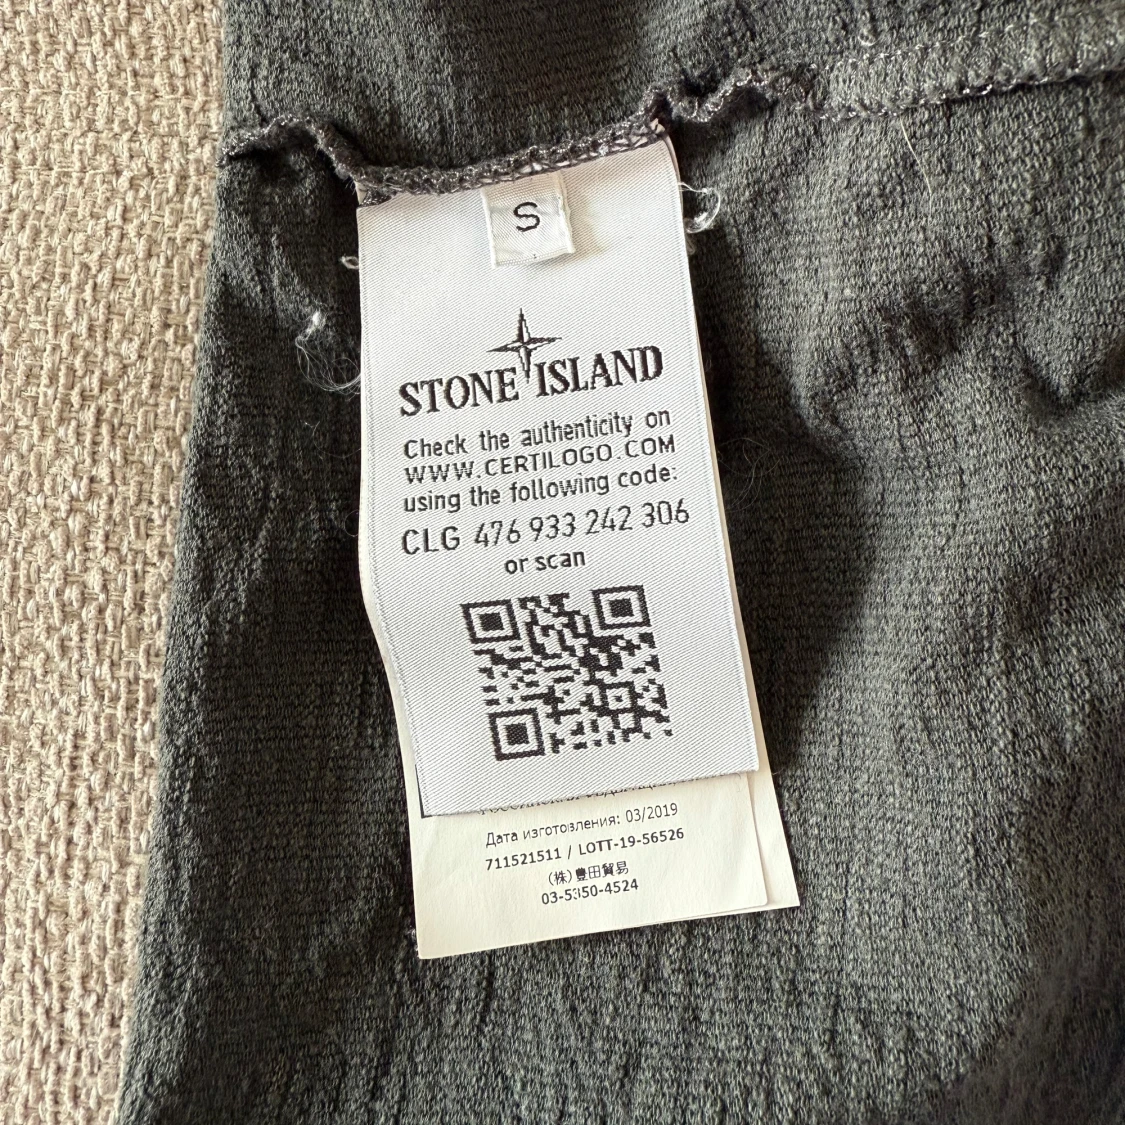 S
STONE ISLAND
Check the authenticity on
WWW.CERTILOGO.COM
using the following code:
CLG 476 933 242 306
or scan
Дата изготовления: 03/2019
711521511 / LOTT-19-56526
(株)豊田貿易
03-5350-4524